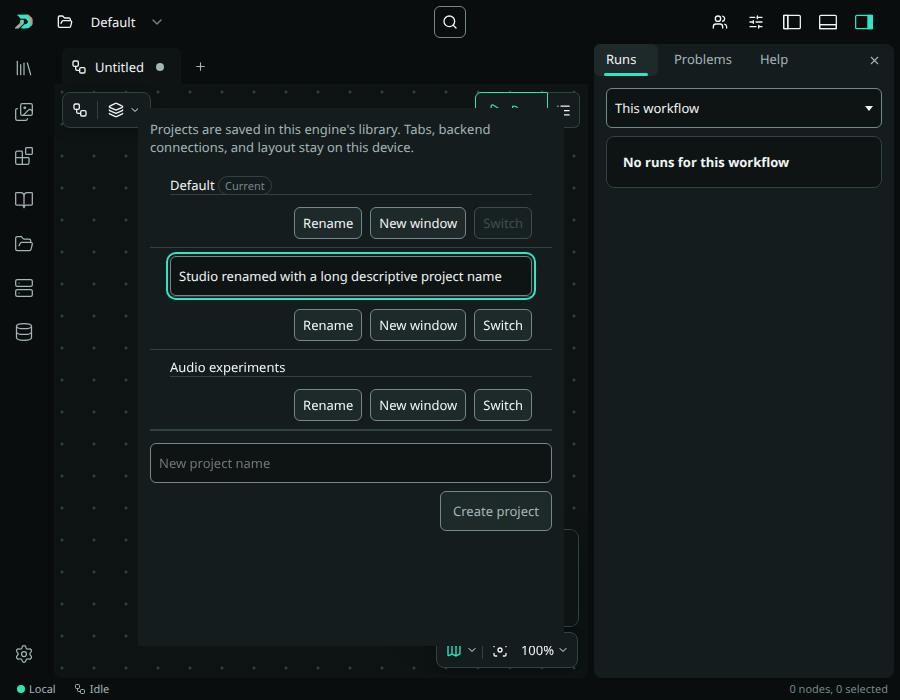 Default
Untitled
Runs
Problems
Help
This workflow
No runs for this workflow
Projects are saved in this engine's library. Tabs, backend
connections, and layout stay on this device.
Default
Current
Rename
New window
Switch
Studio renamed with a long descriptive project name
Rename
New window
Switch
Audio experiments
Rename
New window
Switch
New project name
Create project
100%
Local
Idle
0 nodes, 0 selected